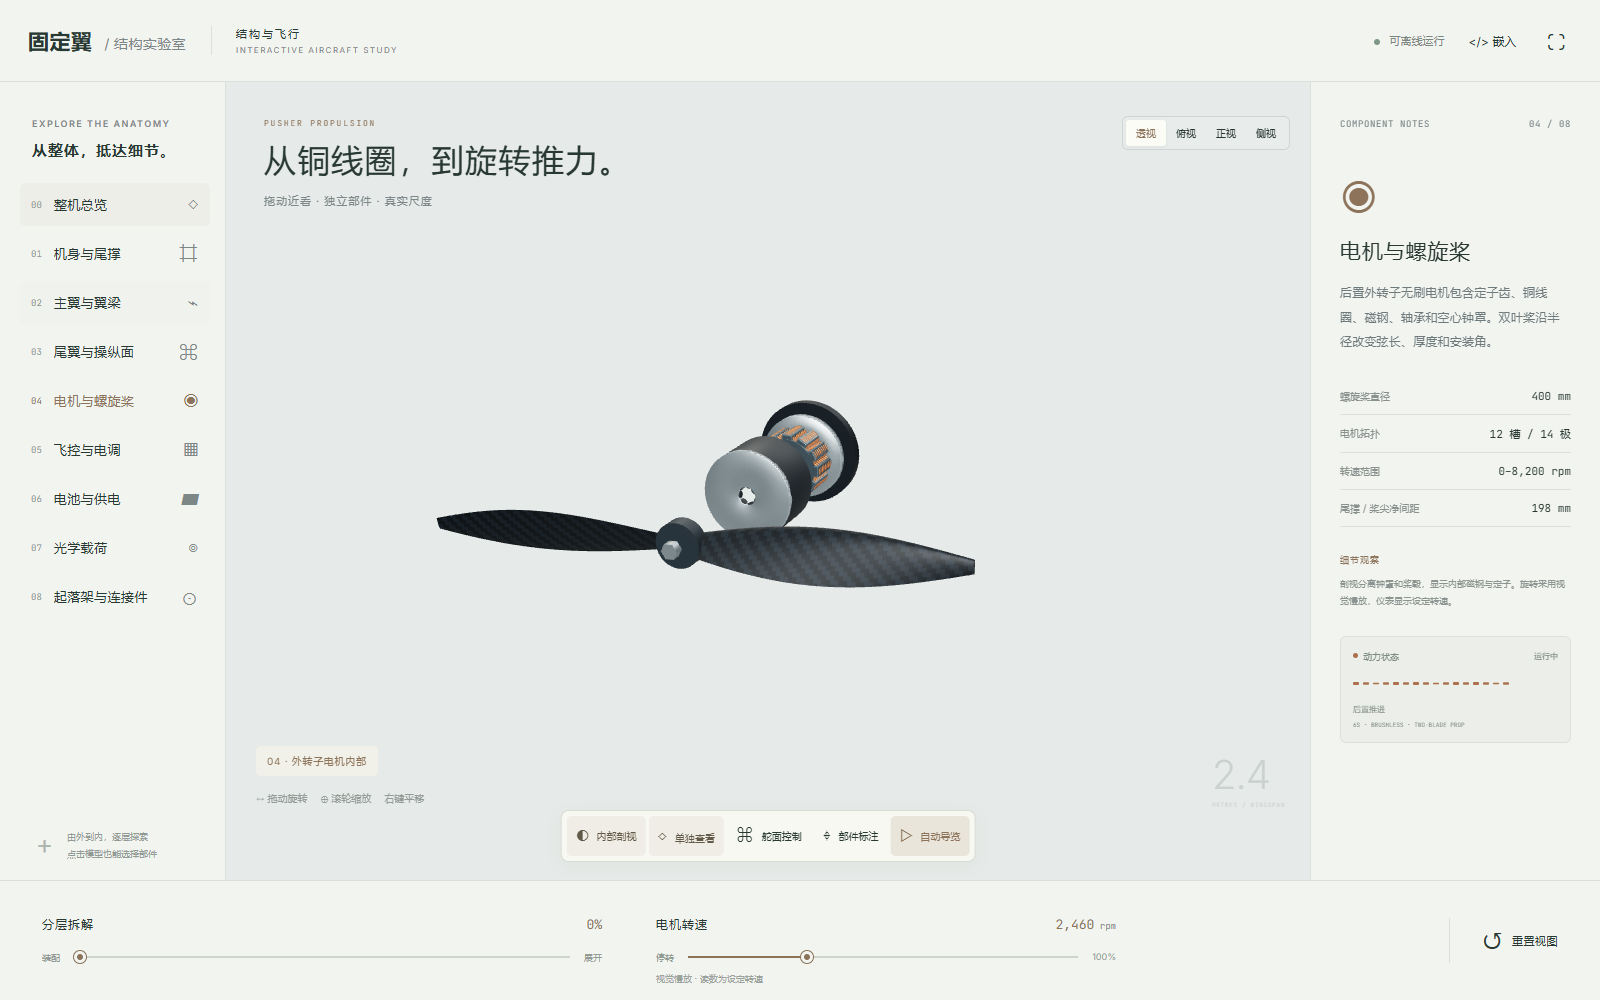 固定翼 / 结构实验室
结构与飞行
INTERACTIVE AIRCRAFT STUDY
可离线运行
</> 嵌入
EXPLORE THE ANATOMY
从整体，抵达细节。
00 整机总览
01 机身与尾撑
02 主翼与翼梁
03 尾翼与操纵面
04 电机与螺旋桨
05 飞控与电调
06 电池与供电
07 光学载荷
08 起落架与连接件
+
由外到内，逐层探索
点击模型也能选择部件
PUSHER PROPULSION
从铜线圈，到旋转推力。
拖动近看 · 独立部件 · 真实尺度
透视 俯视 正视 侧视
04 · 外转子电机内部
↔ 拖动旋转 ⊕ 滚轮缩放 右键平移
2.4
METRES / WINGSPAN
内部剖视 单独查看 舵面控制 部件标注 自动导览
COMPONENT NOTES 04 / 08
电机与螺旋桨
后置外转子无刷电机包含定子齿、铜线
圈、磁钢、轴承和空心钟罩。双叶桨沿半
径改变弦长、厚度和安装角。
螺旋桨直径 400 mm
电机拓扑 12 槽 / 14 极
转速范围 0–8,200 rpm
尾撑 / 桨尖净间距 198 mm
细节观察
剖视分离钟罩和桨毂，显示内部磁钢与定子。旋转采用视
觉慢放，仪表显示设定转速。
动力状态 运行中
后置推进
6S · BRUSHLESS · TWO-BLADE PROP
分层拆解 0%
装配 展开
电机转速 2,460 rpm
停转 100%
视觉慢放 · 读数为设定转速
重置视图